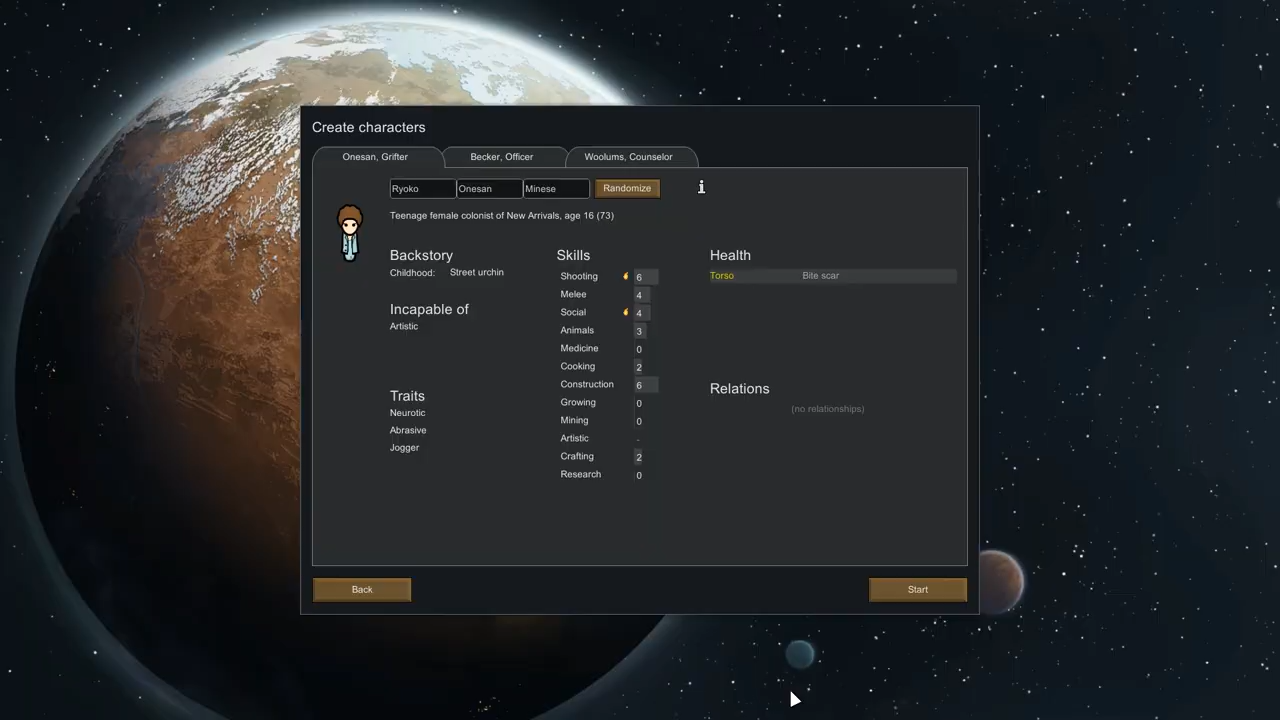 Create characters
Onesan, Grifter
Becker, Officer
Woolums, Counselor
Ryoko
Onesan
Minese
Randomize
Teenage female colonist of New Arrivals, age 16 (73)
Backstory
Childhood: Street urchin
Incapable of
Artistic
Traits
Neurotic
Abrasive
Jogger
Skills
Shooting 6
Melee 4
Social 4
Animals 3
Medicine 0
Cooking 2
Construction 6
Growing 0
Mining 0
Artistic -
Crafting 2
Research 0
Health
Torso Bite scar
Relations
(no relationships)
Back
Start